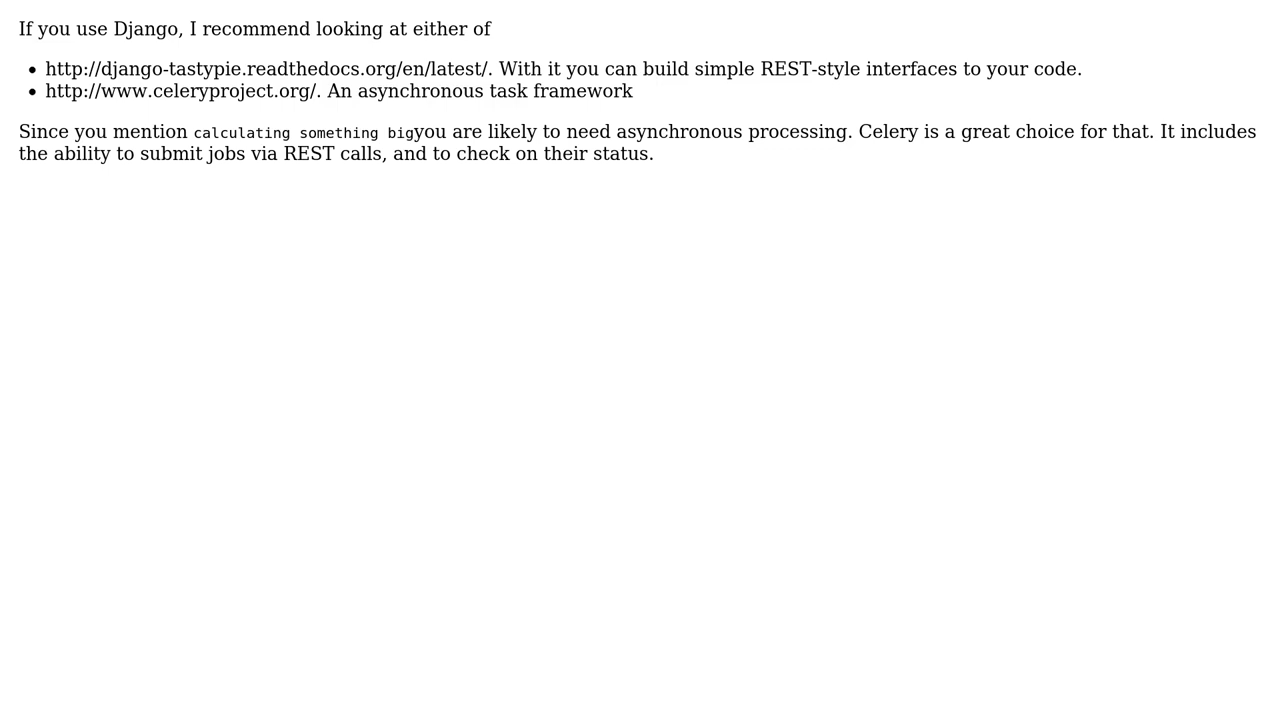 If you use Django, I recommend looking at either of
• http://django-tastypie.readthedocs.org/en/latest/. With it you can build simple REST-style interfaces to your code.
• http://www.celeryproject.org/. An asynchronous task framework
Since you mention calculating something bigyou are likely to need asynchronous processing. Celery is a great choice for that. It includes
the ability to submit jobs via REST calls, and to check on their status.